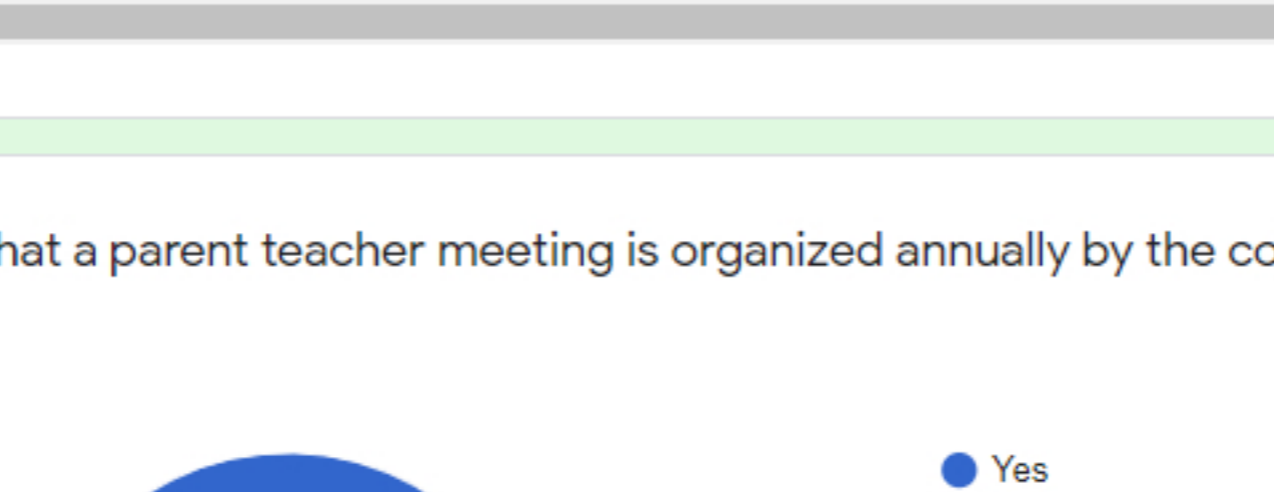 hat a parent teacher meeting is organized annually by the co
Yes